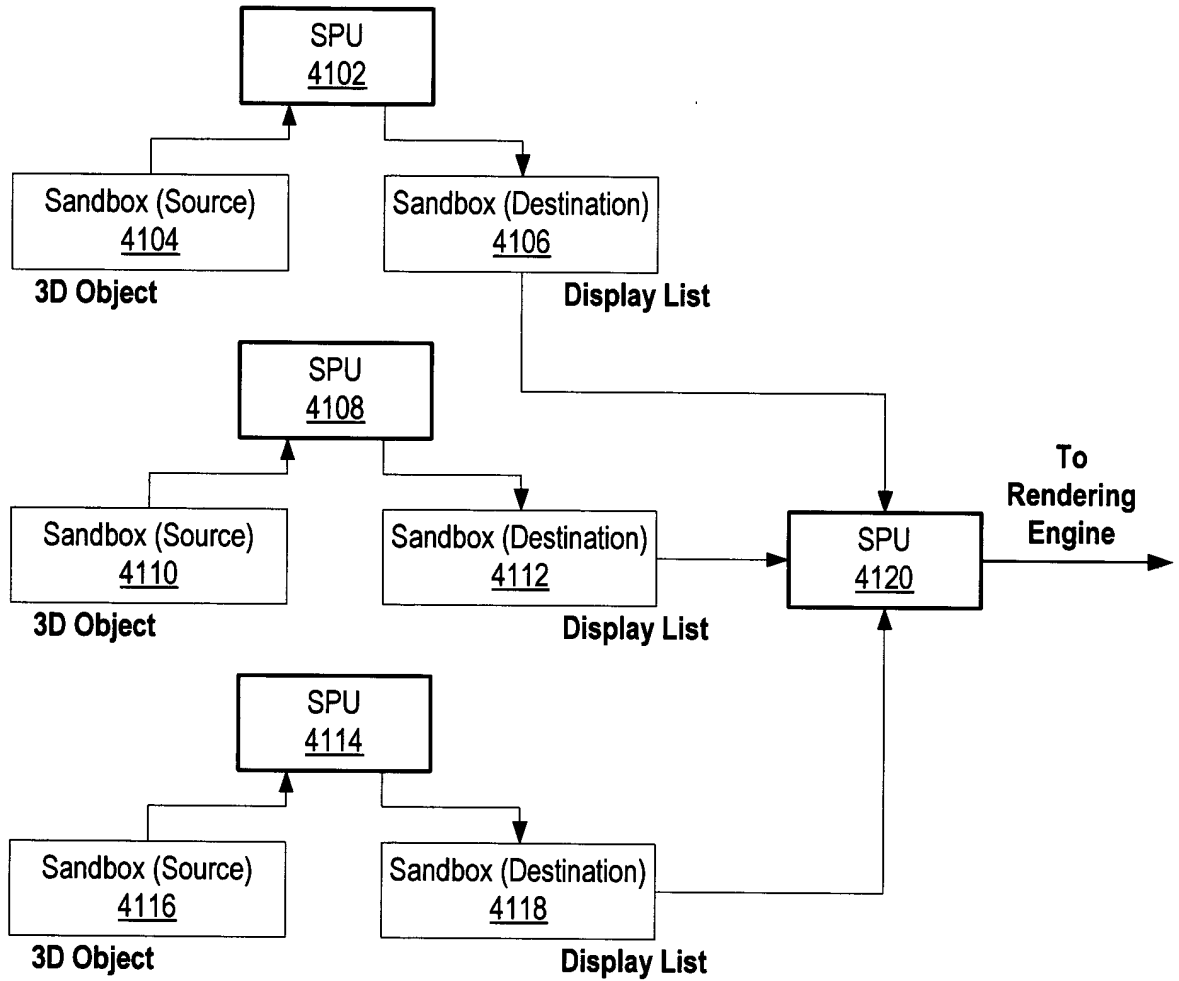 SPU
4102
Sandbox (Source)
4104
3D Object
Sandbox (Destination)
4106
Display List
SPU
4108
Sandbox (Source)
4110
3D Object
Sandbox (Destination)
4112
Display List
SPU
4114
Sandbox (Source)
4116
3D Object
Sandbox (Destination)
4118
Display List
SPU
4120
To
Rendering
Engine